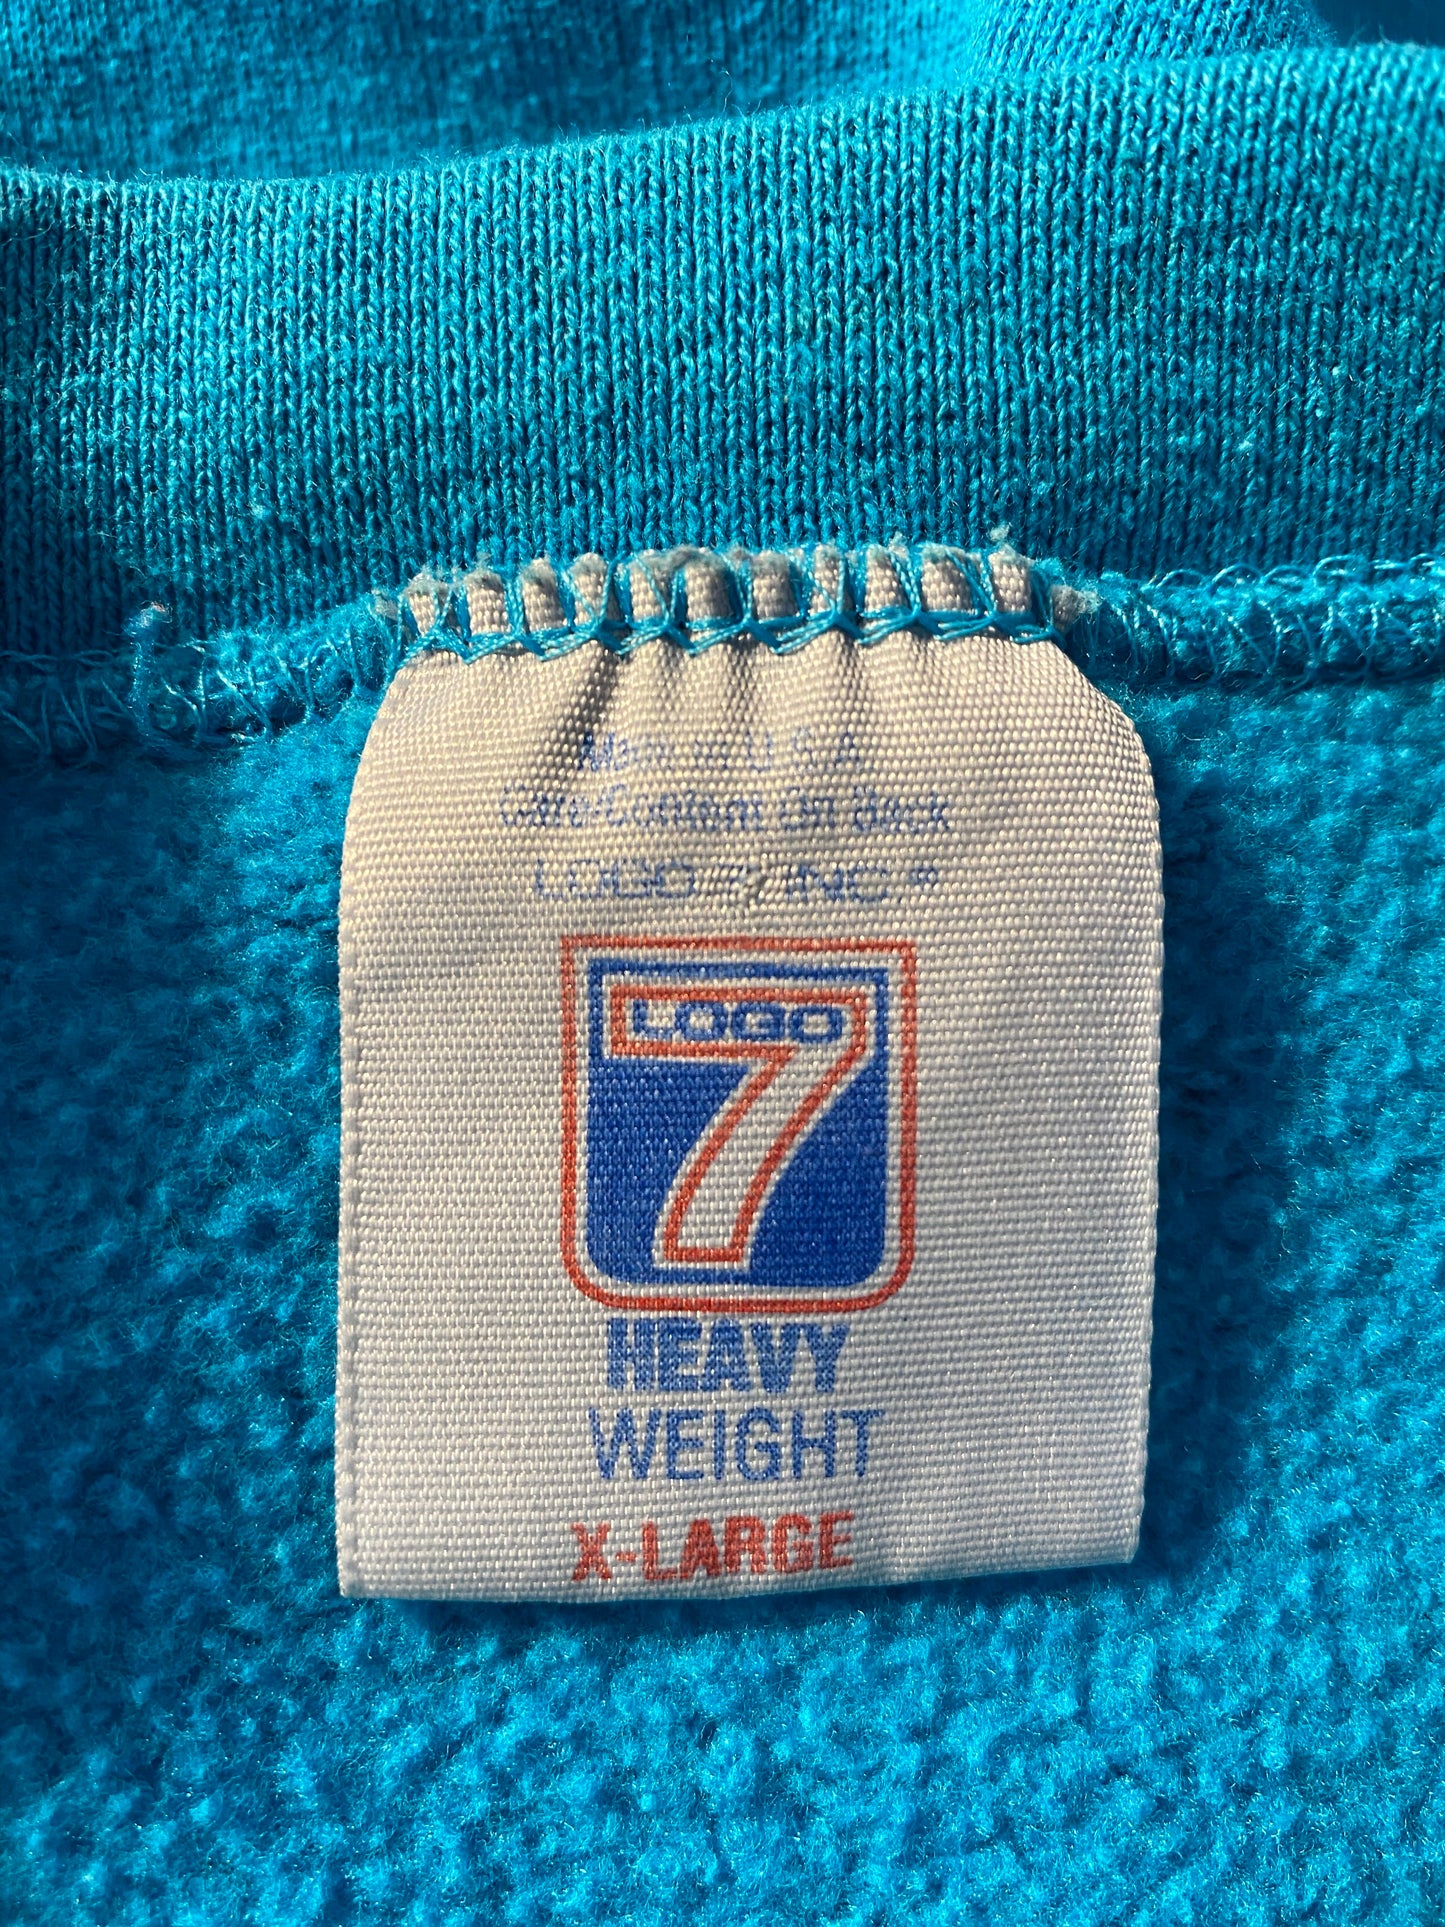 Made in U.S.A.
Care/Content On Back
LOGO 7, INC.®
LOGO
7
HEAVY
WEIGHT
X-LARGE